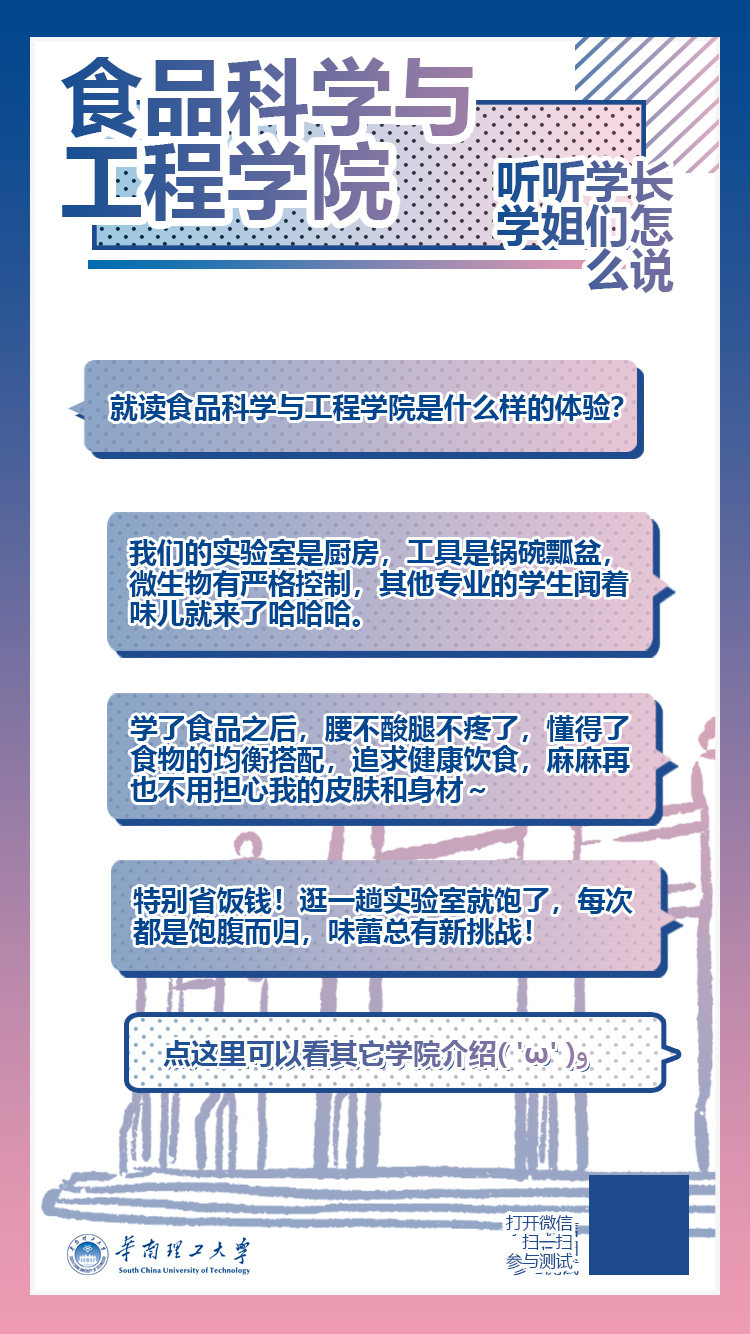 食品科学与
工程学院
听听学长
学姐们怎
么说
就读食品科学与工程学院是什么样的体验?
我们的实验室是厨房，工具是锅碗瓢盆，
微生物有严格控制，其他专业的学生闻着
味儿就来了哈哈哈。
学了食品之后，腰不酸腿不疼了，懂得了
食物的均衡搭配，追求健康饮食，麻麻再
也不用担心我的皮肤和身材～
特别省饭钱！逛一趟实验室就饱了，每次
都是饱腹而归，味蕾总有新挑战！
点这里可以看其它学院介绍( 'ω' )و
华南理工大学
South China University of Technology
打开微信
扫一扫
参与测试